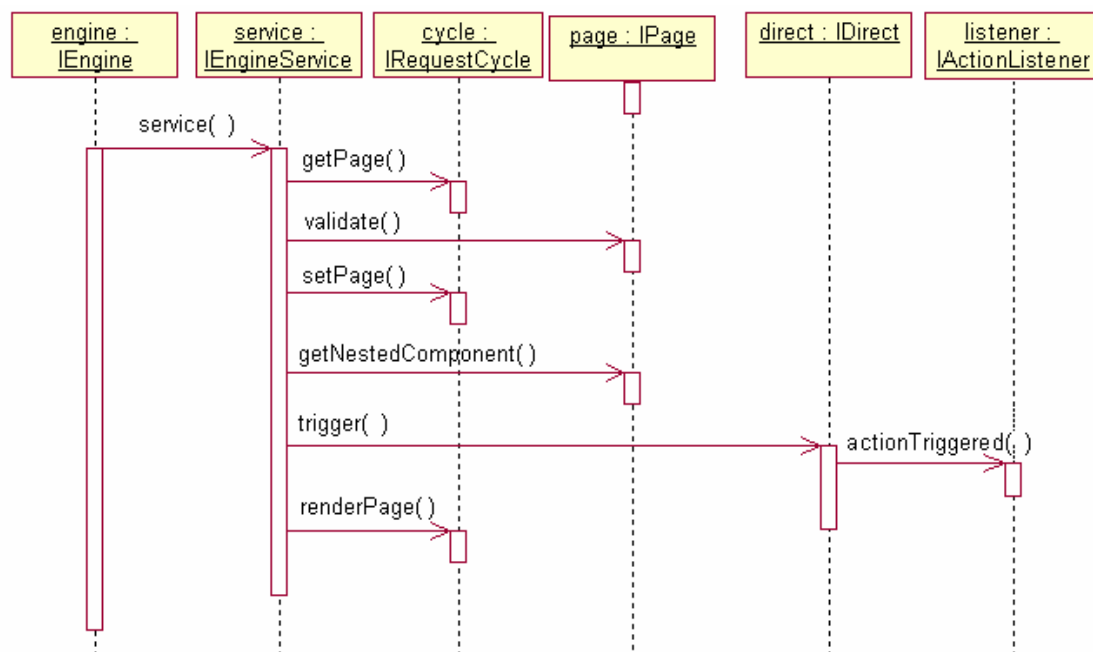 engine :
IEngine
service :
IEngineService
cycle :
IRequestCycle
page : IPage
direct : IDirect
listener :
IActionListener
service( )
getPage( )
validate( )
setPage( )
getNestedComponent( )
trigger( )
actionTriggered( )
renderPage( )